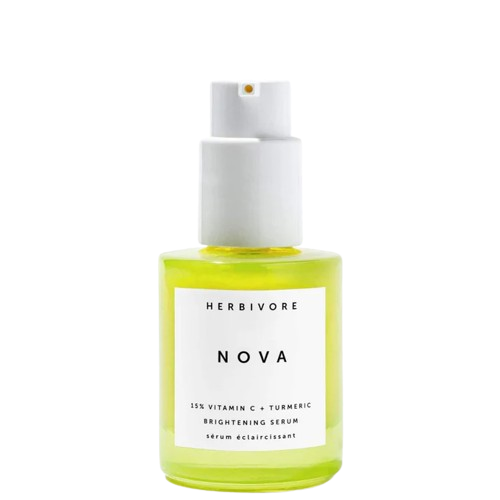 HERBIVORE
NOVA
15% VITAMIN C + TURMERIC
BRIGHTENING SERUM
sérum éclaircissant